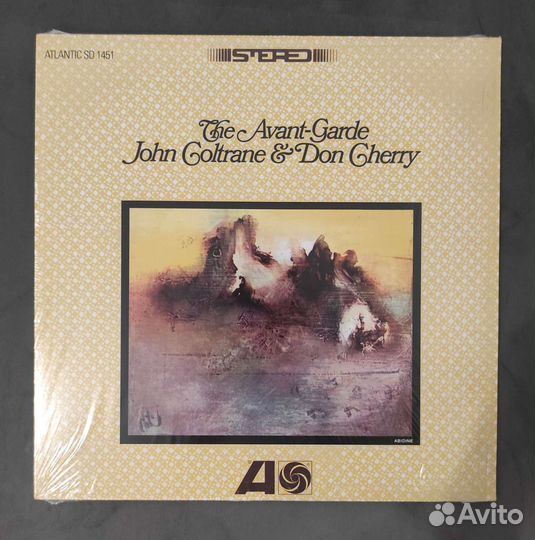 ATLANTIC SD 1451
STEREO
The Avant-Garde
John Coltrane & Don Cherry
ABIDINE
Avito